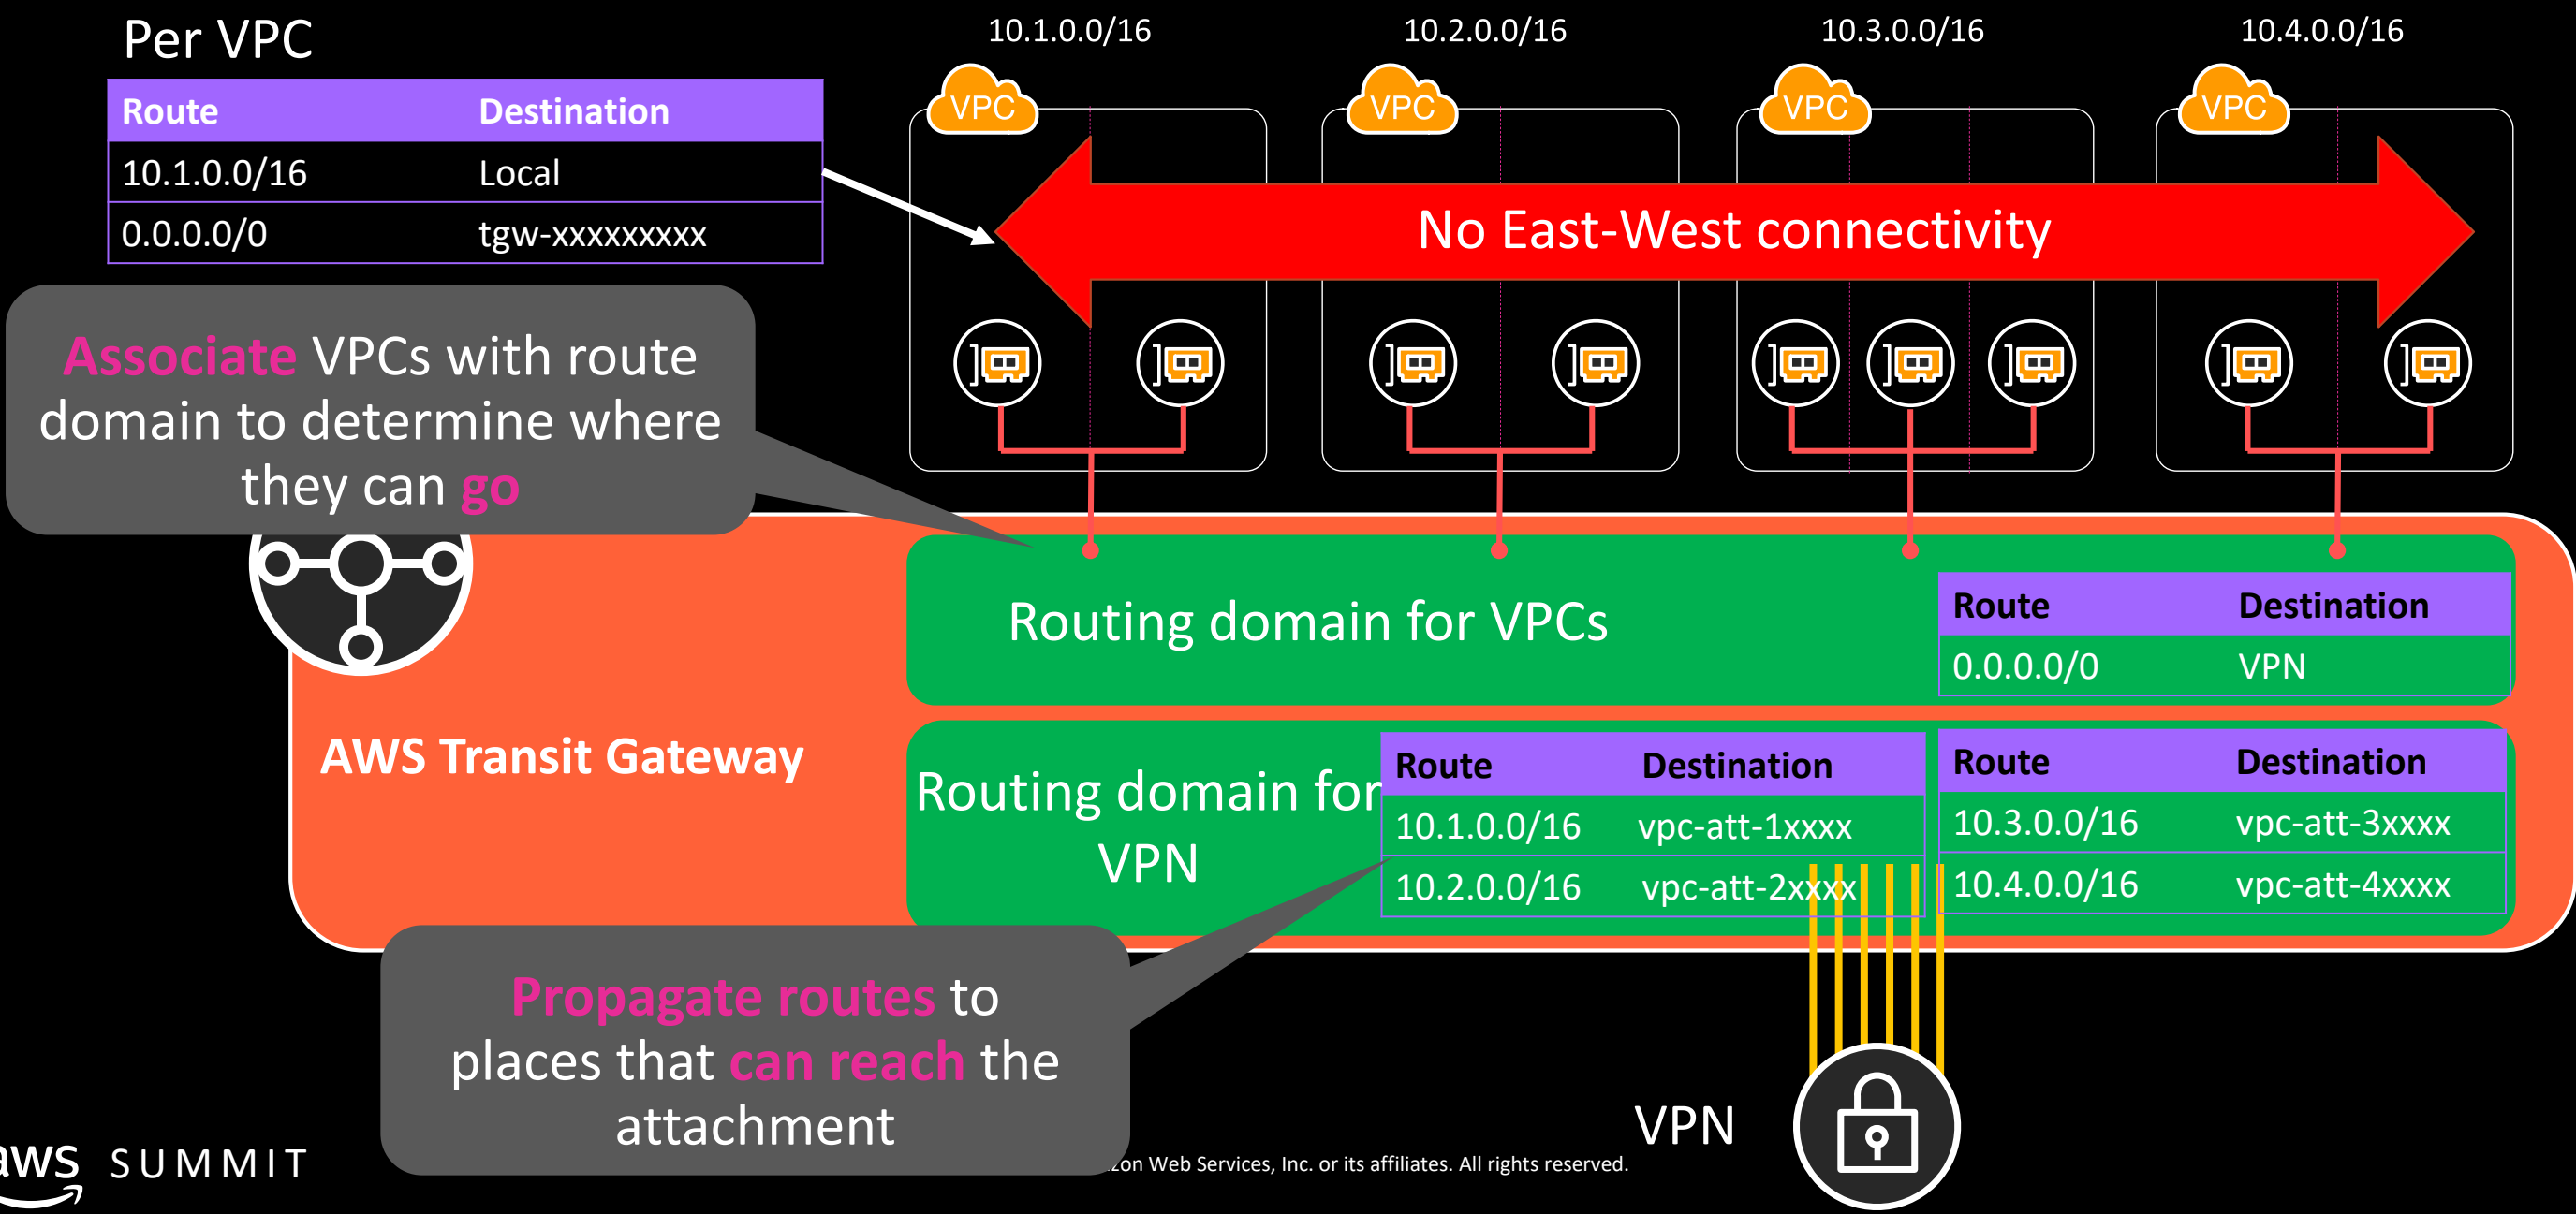 Per VPC
Route Destination
10.1.0.0/16 Local
0.0.0.0/0 tgw-xxxxxxxxx
10.1.0.0/16
10.2.0.0/16
10.3.0.0/16
10.4.0.0/16
VPC
VPC
VPC
VPC
No East-West connectivity
Associate VPCs with route
domain to determine where
they can go
Routing domain for VPCs
Route Destination
0.0.0.0/0 VPN
AWS Transit Gateway
Routing domain for
VPN
Route Destination
10.1.0.0/16 vpc-att-1xxxx
10.2.0.0/16 vpc-att-2xxxx
Route Destination
10.3.0.0/16 vpc-att-3xxxx
10.4.0.0/16 vpc-att-4xxxx
Propagate routes to
places that can reach the
attachment
VPN
aws SUMMIT
Web Services, Inc. or its affiliates. All rights reserved.